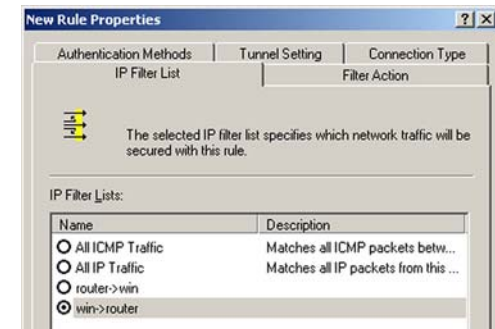 New Rule Properties
Authentication Methods Tunnel Setting Connection Type
IP Filter List Filter Action
The selected IP filter list specifies which network traffic will be
secured with this rule.
IP Filter Lists:
Name Description
All ICMP Traffic Matches all ICMP packets betw...
All IP Traffic Matches all IP packets from this ...
router->win
win->router